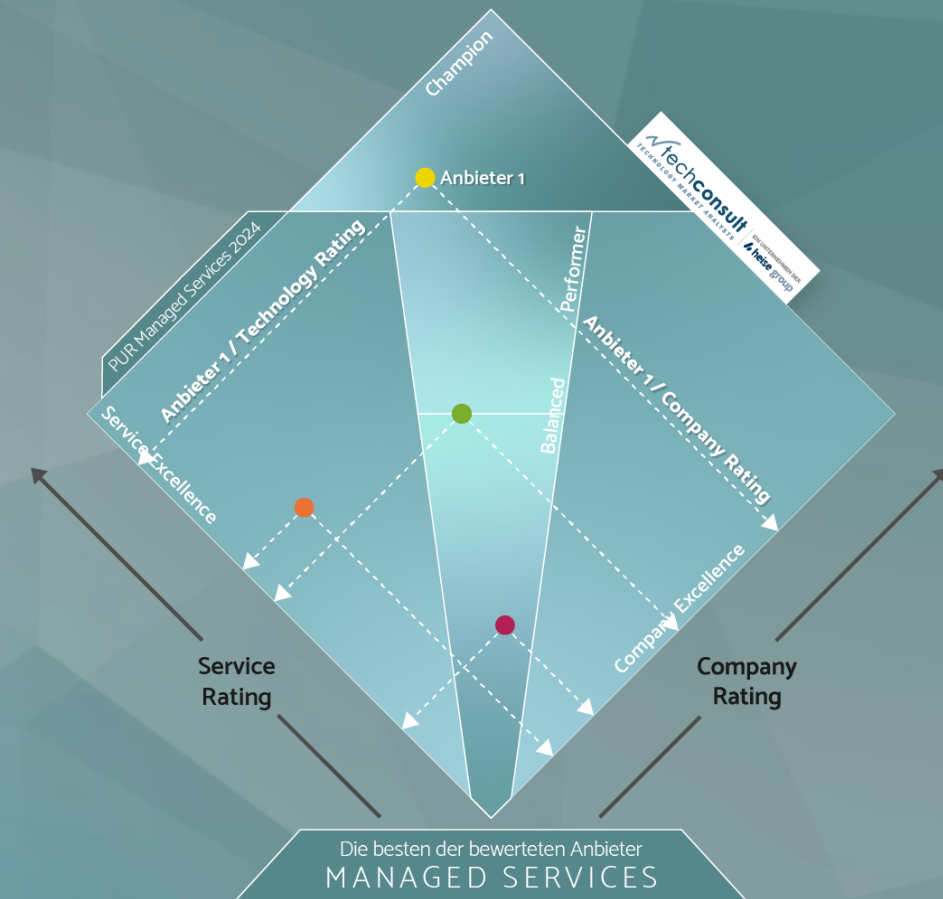 Champion
techconsult
TECHNOLOGY MARKET ANALYSTS
EIN UNTERNEHMEN DER
heise group
Anbieter 1
PUR Managed Services 2024
Anbieter 1 / Technology Rating
Performer
Anbieter 1 / Company Rating
Balanced
Service Excellence
Company Excellence
Service
Rating
Company
Rating
Die besten der bewerteten Anbieter
MANAGED SERVICES